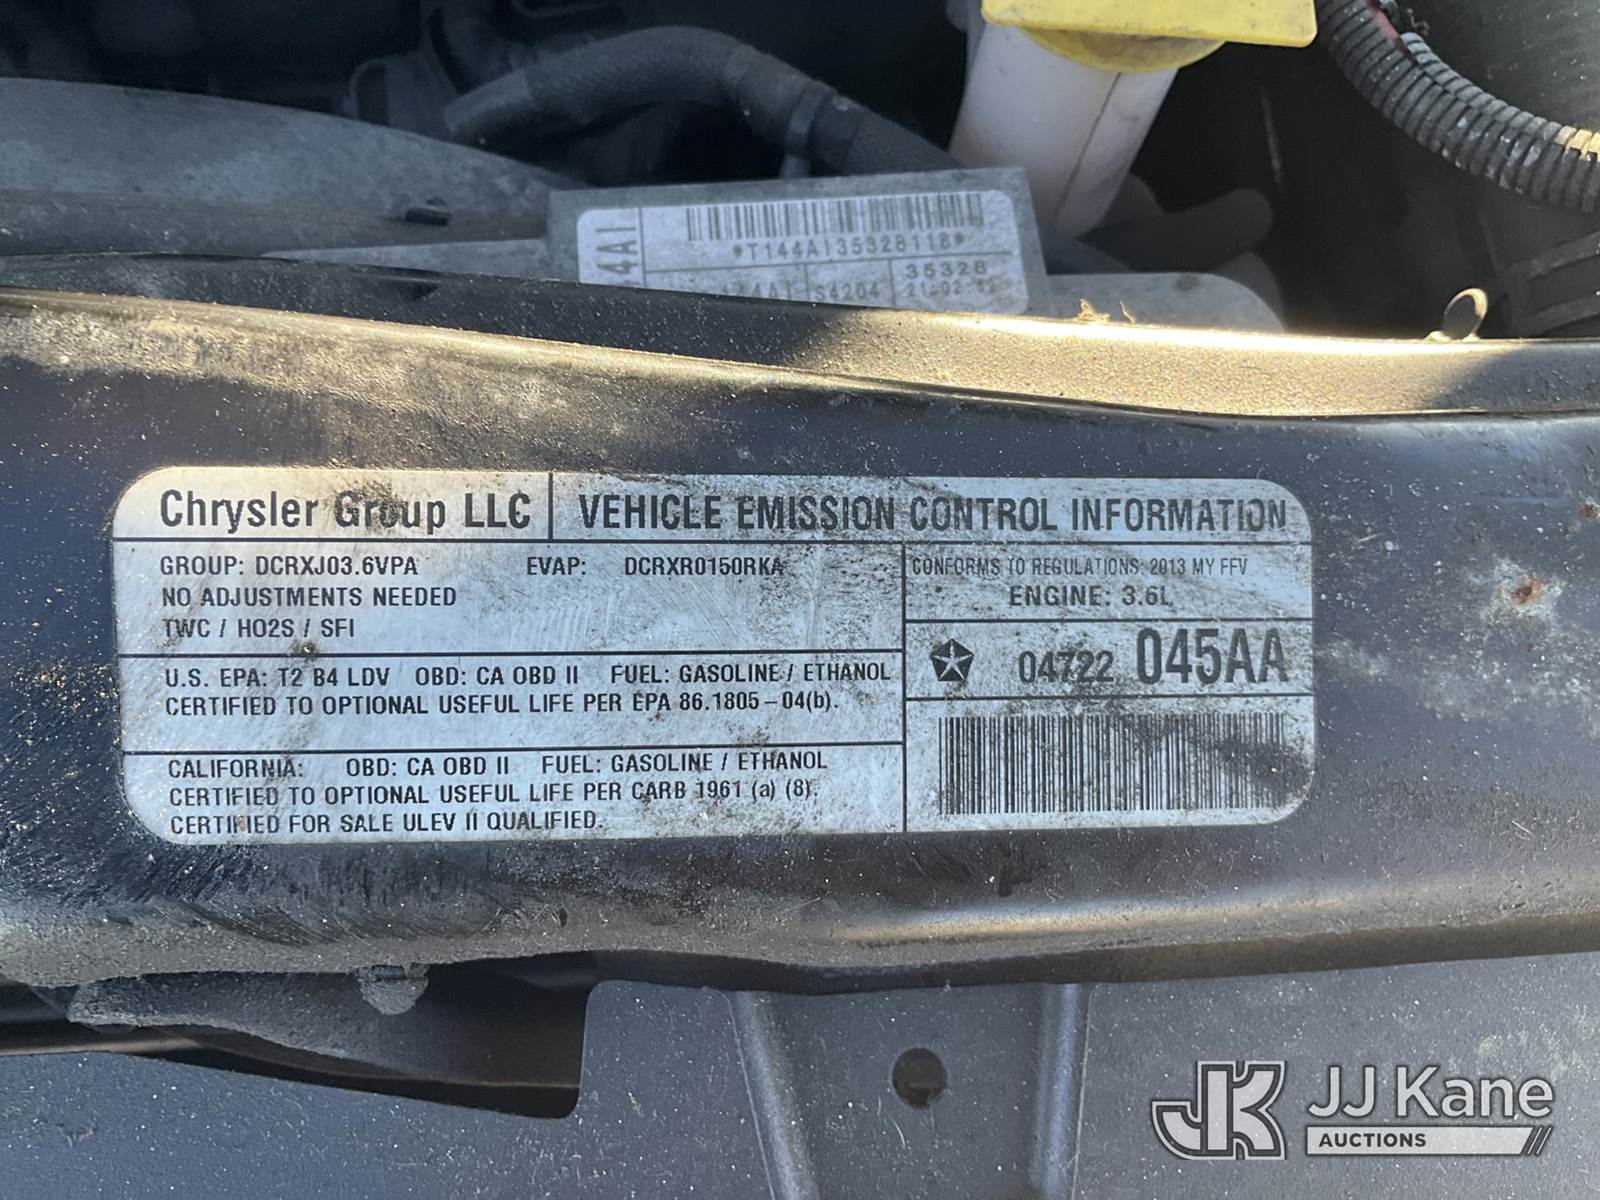 4A1
*T144A135328118*
35328
144A1 S4204
Chrysler Group LLC VEHICLE EMISSION CONTROL INFORMATION
GROUP: DCRXJ03.6VPA EVAP: DCRXR0150RKA
NO ADJUSTMENTS NEEDED
TWC / HO2S / SFI
CONFORMS TO REGULATIONS: 2013 MY FFV
ENGINE: 3.6L
04722 045AA
U.S. EPA: T2 B4 LDV OBD: CA OBD II FUEL: GASOLINE / ETHANOL
CERTIFIED TO OPTIONAL USEFUL LIFE PER EPA 86.1805-04(b).
CALIFORNIA: OBD: CA OBD II FUEL: GASOLINE / ETHANOL
CERTIFIED TO OPTIONAL USEFUL LIFE PER CARB 1961 (a) (8).
CERTIFIED FOR SALE ULEV II QUALIFIED.
JK JJ Kane
AUCTIONS